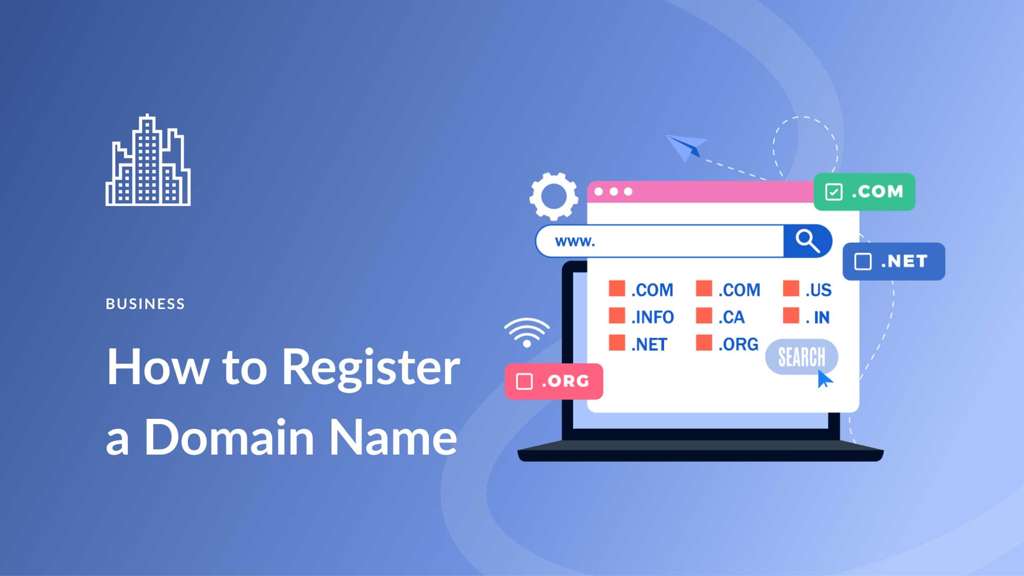 BUSINESS
How to Register
a Domain Name
www.
.COM .COM .US
.INFO .CA . IN
.NET .ORG
SEARCH
.COM
.NET
.ORG